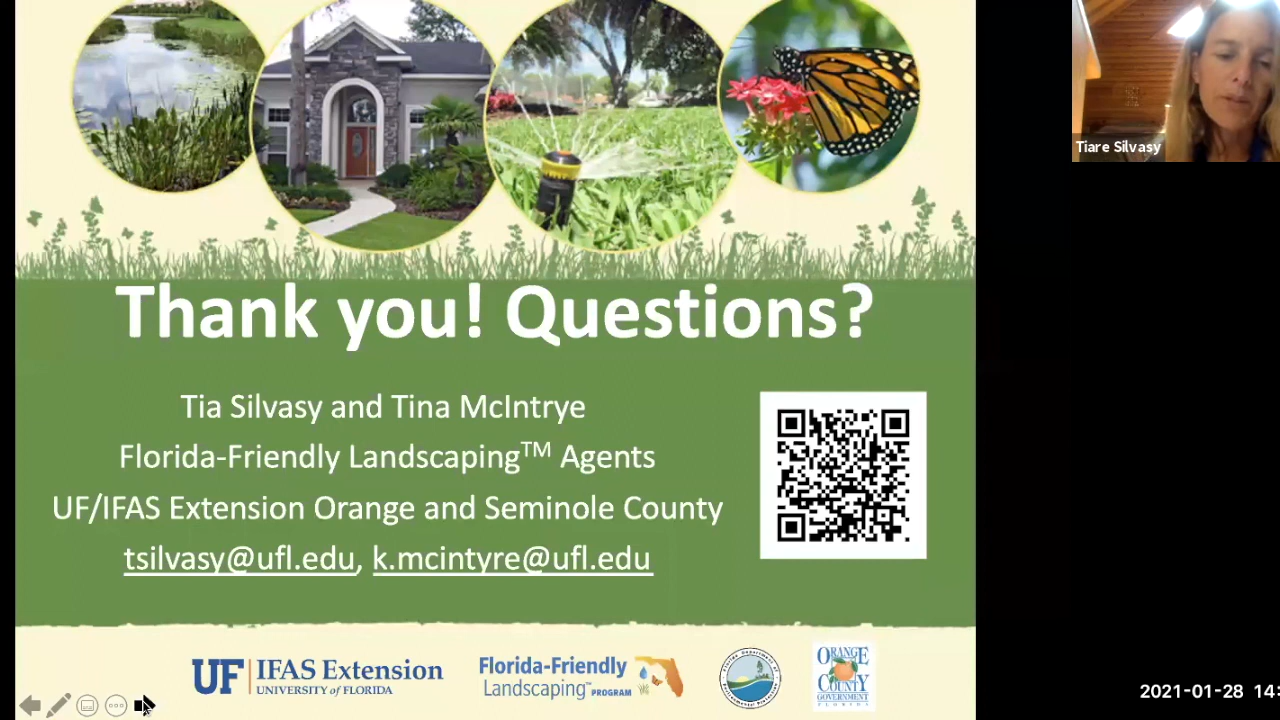 Tiare Silvasy
Thank you! Questions?
Tia Silvasy and Tina McIntrye
Florida-Friendly Landscaping™ Agents
UF/IFAS Extension Orange and Seminole County
tsilvasy@ufl.edu, k.mcintyre@ufl.edu
UF IFAS Extension
UNIVERSITY of FLORIDA
Florida-Friendly
Landscaping™ PROGRAM
ORANGE
COUNTY
GOVERNMENT
FLORIDA
2021-01-28 14: